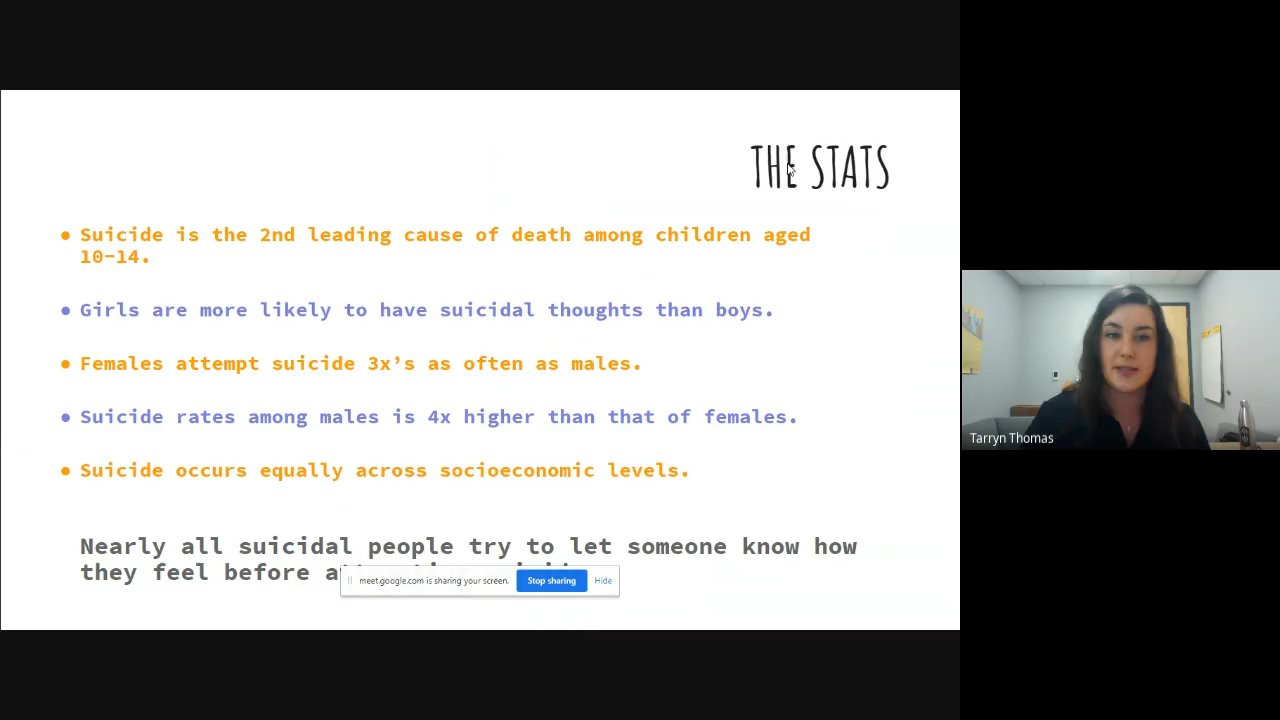 THE STATS
● Suicide is the 2nd leading cause of death among children aged
10-14.
● Girls are more likely to have suicidal thoughts than boys.
● Females attempt suicide 3x’s as often as males.
● Suicide rates among males is 4x higher than that of females.
● Suicide occurs equally across socioeconomic levels.
Nearly all suicidal people try to let someone know how
they feel before
meet.google.com is sharing your screen. Stop sharing Hide
Tarryn Thomas